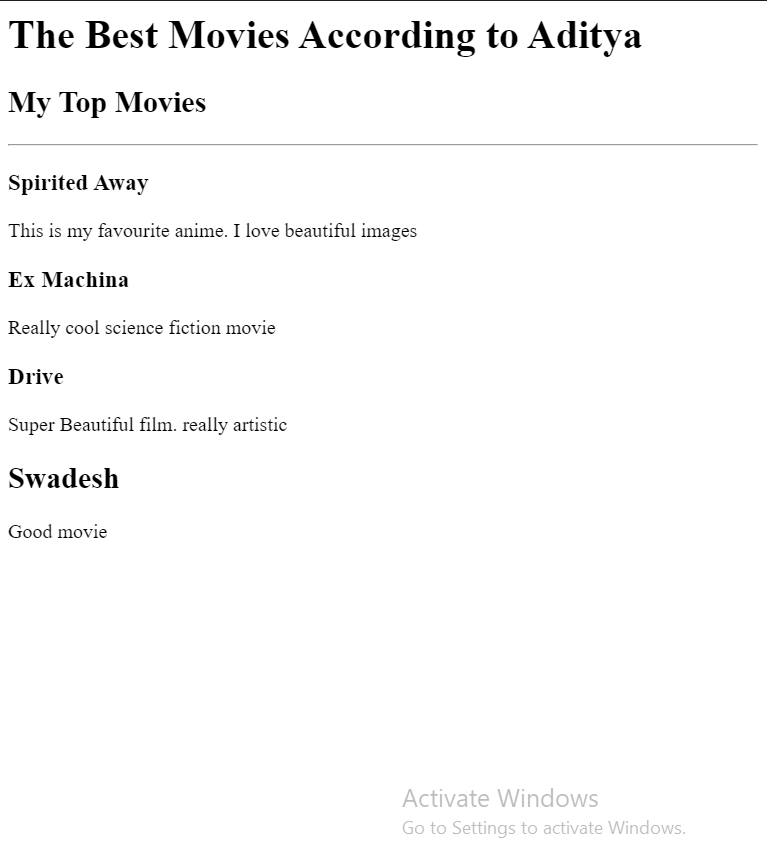 The Best Movies According to Aditya
My Top Movies
Spirited Away
This is my favourite anime. I love beautiful images
Ex Machina
Really cool science fiction movie
Drive
Super Beautiful film. really artistic
Swadesh
Good movie
Activate Windows
Go to Settings to activate Windows.